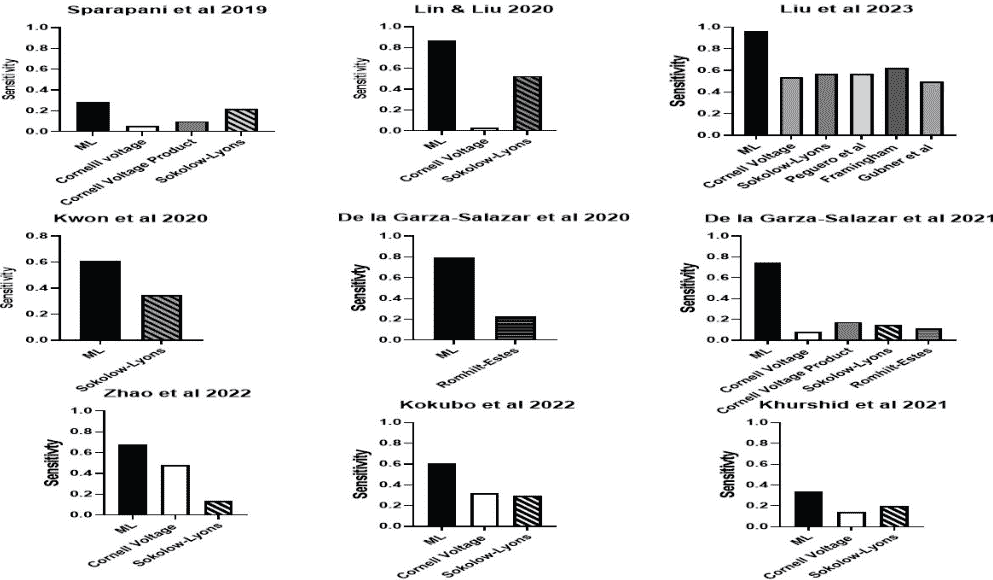 Sparapani et al 2019
Sensitivity
1.0
0.8
0.6
0.4
0.2
0.0
ML
Cornell voltage
Cornell Voltage Product
Sokolow-Lyons
Lin & Liu 2020
Sensitivity
1.0
0.8
0.6
0.4
0.2
0.0
ML
Cornell Voltage
Sokolow-Lyons
Liu et al 2023
Sensitivity
1.0
0.8
0.6
0.4
0.2
0.0
ML
Cornell Voltage
Sokolow-Lyons
Peguero et al
Framingham
Gubner et al
Kwon et al 2020
Sensitivity
0.8
0.6
0.4
0.2
0.0
ML
Sokolow-Lyons
De la Garza-Salazar et al 2020
Sensitivty
1.0
0.8
0.6
0.4
0.2
0.0
ML
Romhilt-Estes
De la Garza-Salazar et al 2021
Sensitivty
1.0
0.8
0.6
0.4
0.2
0.0
ML
Cornell Voltage
Cornell Voltage Product
Sokolow-Lyons
Romhilt-Estes
Zhao et al 2022
Sensitivty
1.0
0.8
0.6
0.4
0.2
0.0
ML
Cornell Voltage
Sokolow-Lyons
Kokubo et al 2022
Sensitivty
1.0
0.8
0.6
0.4
0.2
0.0
ML
Cornell Voltage
Sokolow-Lyons
Khurshid et al 2021
Sensitivty
1.0
0.8
0.6
0.4
0.2
0.0
ML
Cornell Voltage
Sokolow-Lyons